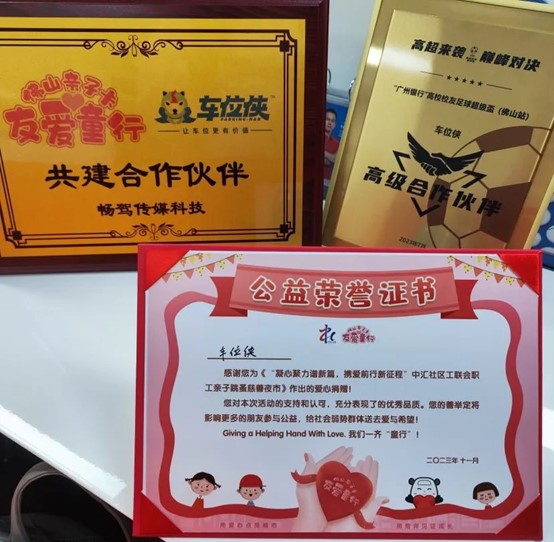 佛山亲子卡
友爱童行
车位侠
PARKING-MAN
让车位更有价值
共建合作伙伴
畅驾传媒科技
高超来袭 巅峰对决
“广州银行”高校校友足球超级盃（佛山站）
车位侠
高级合作伙伴
公益荣誉证书
友爱童行
车位侠
感谢您为《“凝心聚力谱新篇，携爱前行新征程”中汇社区工联会职
工亲子跳蚤慈善夜市》作出的爱心捐赠！
您对本次活动的支持和认可，充分表现了的优秀品质。您的善举定将
影响更多的朋友参与公益，给社会弱势群体送去爱与希望！
Giving a Helping Hand With Love. 我们一齐“童行”！
二〇二三年 十一月
友爱童行